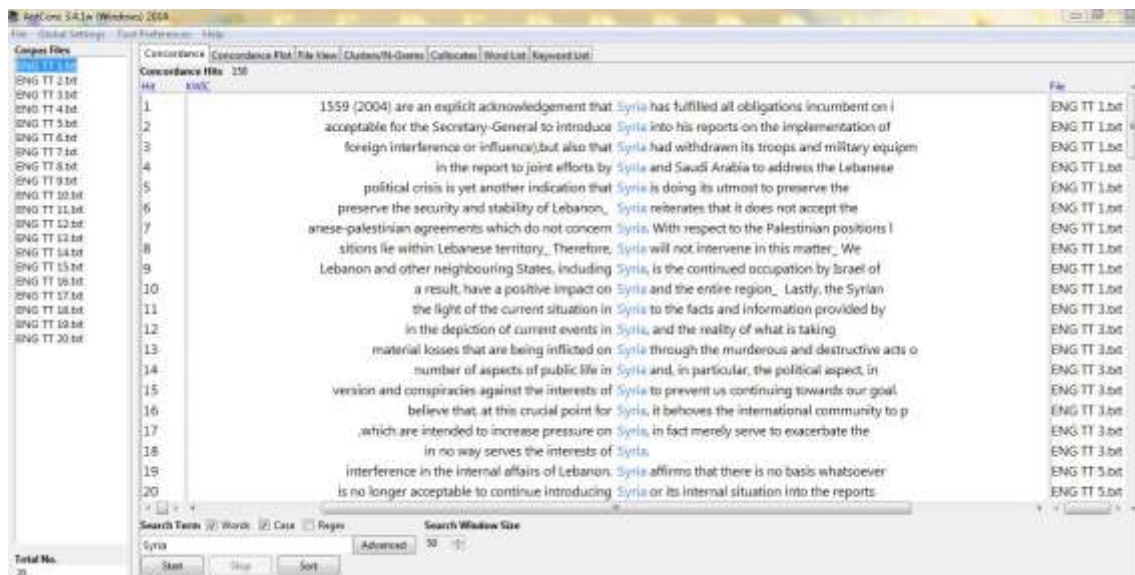 AntConc 3.4.1w (Windows) 2014
File Global Settings Tool Preferences Help
Corpus Files
ENG TT 1.txt
ENG TT 2.txt
ENG TT 3.txt
ENG TT 4.txt
ENG TT 5.txt
ENG TT 6.txt
ENG TT 7.txt
ENG TT 8.txt
ENG TT 9.txt
ENG TT 10.txt
ENG TT 11.txt
ENG TT 12.txt
ENG TT 13.txt
ENG TT 14.txt
ENG TT 15.txt
ENG TT 16.txt
ENG TT 17.txt
ENG TT 18.txt
ENG TT 19.txt
ENG TT 20.txt
Total No.
20
Concordance Concordance Plot File View Clusters/N-Grams Collocates Word List Keyword List
Concordance Hits 158
Hit KWIC File
1 1559 (2004) are an explicit acknowledgement that Syria has fulfilled all obligations incumbent on i ENG TT 1.txt
2 acceptable for the Secretary-General to introduce Syria into his reports on the implementation of ENG TT 1.txt
3 foreign interference or influence),but also that Syria had withdrawn its troops and military equipm ENG TT 1.txt
4 in the report to joint efforts by Syria and Saudi Arabia to address the Lebanese ENG TT 1.txt
5 political crisis is yet another indication that Syria is doing its utmost to preserve the ENG TT 1.txt
6 preserve the security and stability of Lebanon_ Syria reiterates that it does not accept the ENG TT 1.txt
7 anese-palestinian agreements which do not concern Syria. With respect to the Palestinian positions l ENG TT 1.txt
8 sitions lie within Lebanese territory_ Therefore, Syria will not intervene in this matter_ We ENG TT 1.txt
9 Lebanon and other neighbouring States, including Syria, is the continued occupation by Israel of ENG TT 1.txt
10 a result, have a positive impact on Syria and the entire region_ Lastly, the Syrian ENG TT 1.txt
11 the light of the current situation in Syria to the facts and information provided by ENG TT 3.txt
12 in the depiction of current events in Syria, and the reality of what is taking ENG TT 3.txt
13 material losses that are being inflicted on Syria through the murderous and destructive acts o ENG TT 3.txt
14 number of aspects of public life in Syria and, in particular, the political aspect, in ENG TT 3.txt
15 version and conspiracies against the interests of Syria to prevent us continuing towards our goal. ENG TT 3.txt
16 believe that, at this crucial point for Syria, it behoves the international community to p ENG TT 3.txt
17 ,which are intended to increase pressure on Syria, in fact merely serve to exacerbate the ENG TT 3.txt
18 in no way serves the interests of Syria. ENG TT 3.txt
19 interference in the internal affairs of Lebanon. Syria affirms that there is no basis whatsoever ENG TT 5.txt
20 is no longer acceptable to continue introducing Syria or its internal situation into the reports ENG TT 5.txt
Search Term Words Case Regex Search Window Size
Syria Advanced 50
Start Stop Sort